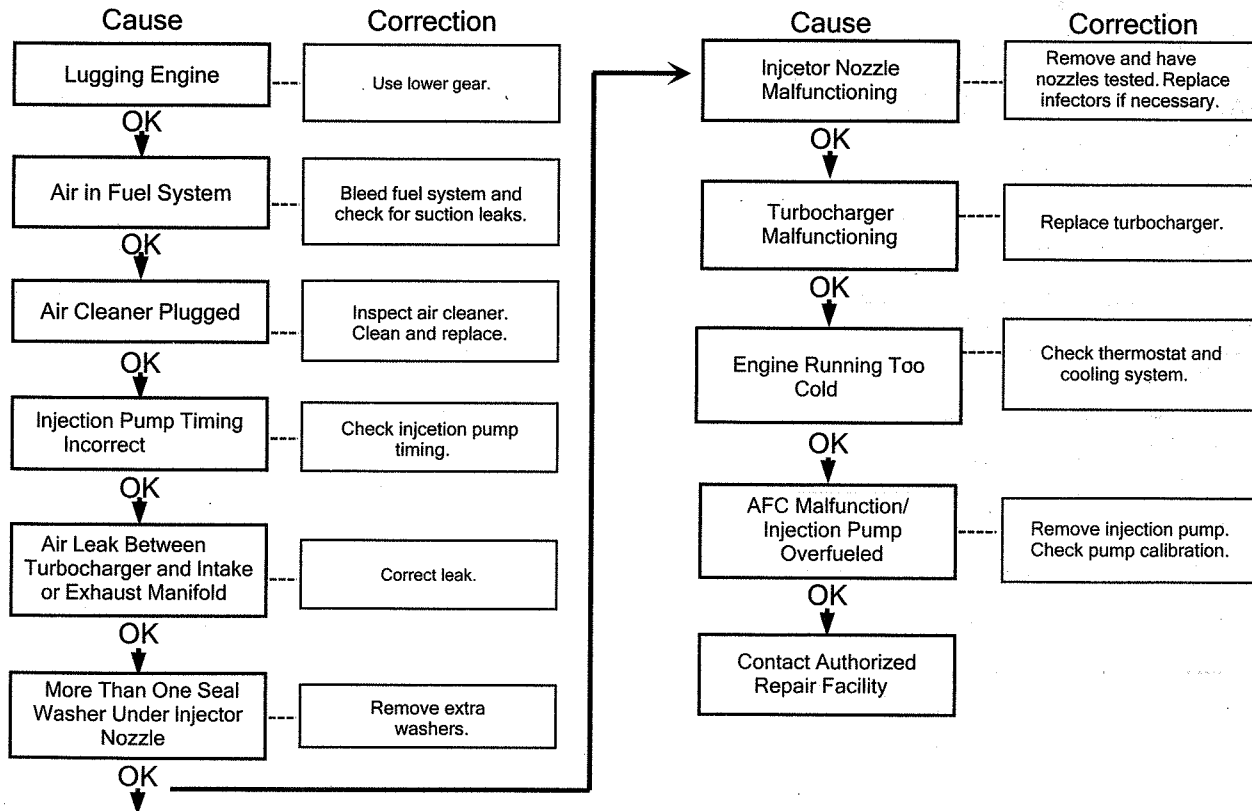 Cause
Correction
Lugging Engine
Use lower gear.
OK
Air in Fuel System
Bleed fuel system and
check for suction leaks.
OK
Air Cleaner Plugged
Inspect air cleaner.
Clean and replace.
OK
Injection Pump Timing
Incorrect
Check injcetion pump
timing.
OK
Air Leak Between
Turbocharger and Intake
or Exhaust Manifold
Correct leak.
OK
More Than One Seal
Washer Under Injector
Nozzle
Remove extra
washers.
OK
Cause
Correction
Injcetor Nozzle
Malfunctioning
Remove and have
nozzles tested. Replace
infectors if necessary.
OK
Turbocharger
Malfunctioning
Replace turbocharger.
OK
Engine Running Too
Cold
Check thermostat and
cooling system.
OK
AFC Malfunction/
Injection Pump
Overfueled
Remove injection pump.
Check pump calibration.
OK
Contact Authorized
Repair Facility